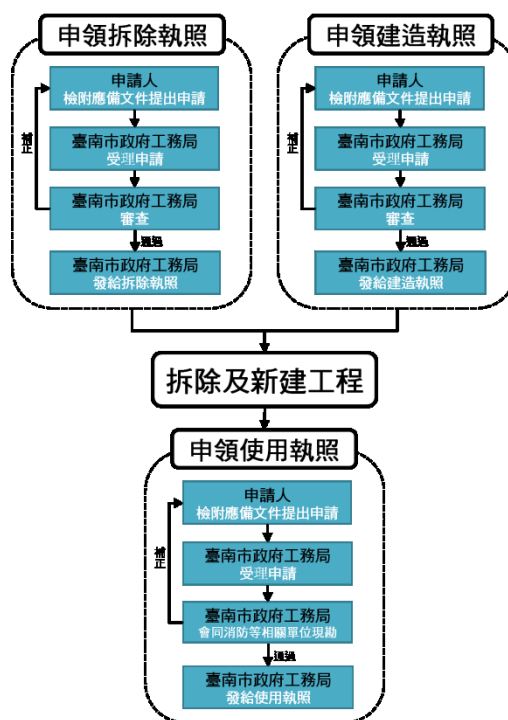 申領拆除執照
申請人
檢附應備文件提出申請
補正
臺南市政府工務局
受理申請
臺南市政府工務局
審查
通過
臺南市政府工務局
發給拆除執照
申領建造執照
申請人
檢附應備文件提出申請
補正
臺南市政府工務局
受理申請
臺南市政府工務局
審查
通過
臺南市政府工務局
發給建造執照
拆除及新建工程
申領使用執照
申請人
檢附應備文件提出申請
補正
臺南市政府工務局
受理申請
臺南市政府工務局
會同消防等相關單位現勘
通過
臺南市政府工務局
發給使用執照